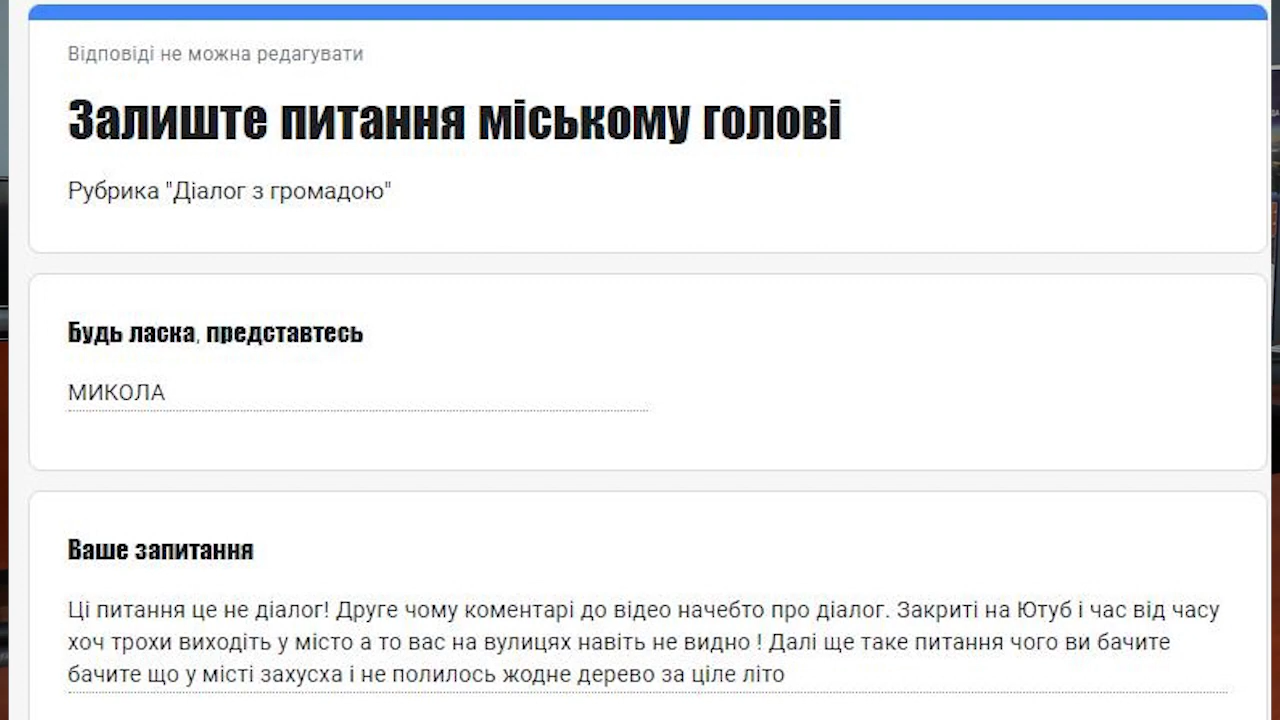 Відповіді не можна редагувати
Залиште питання міському голові
Рубрика "Діалог з громадою"
Будь ласка, представтесь
МИКОЛА
Ваше запитання
Ці питання це не діалог! Друге чому коментарі до відео начебто про діалог. Закриті на Ютуб і час від часу
хоч трохи виходіть у місто а то вас на вулицях навіть не видно ! Далі ще таке питання чого ви бачите
бачите що у місті захусха і не полилось жодне дерево за ціле літо